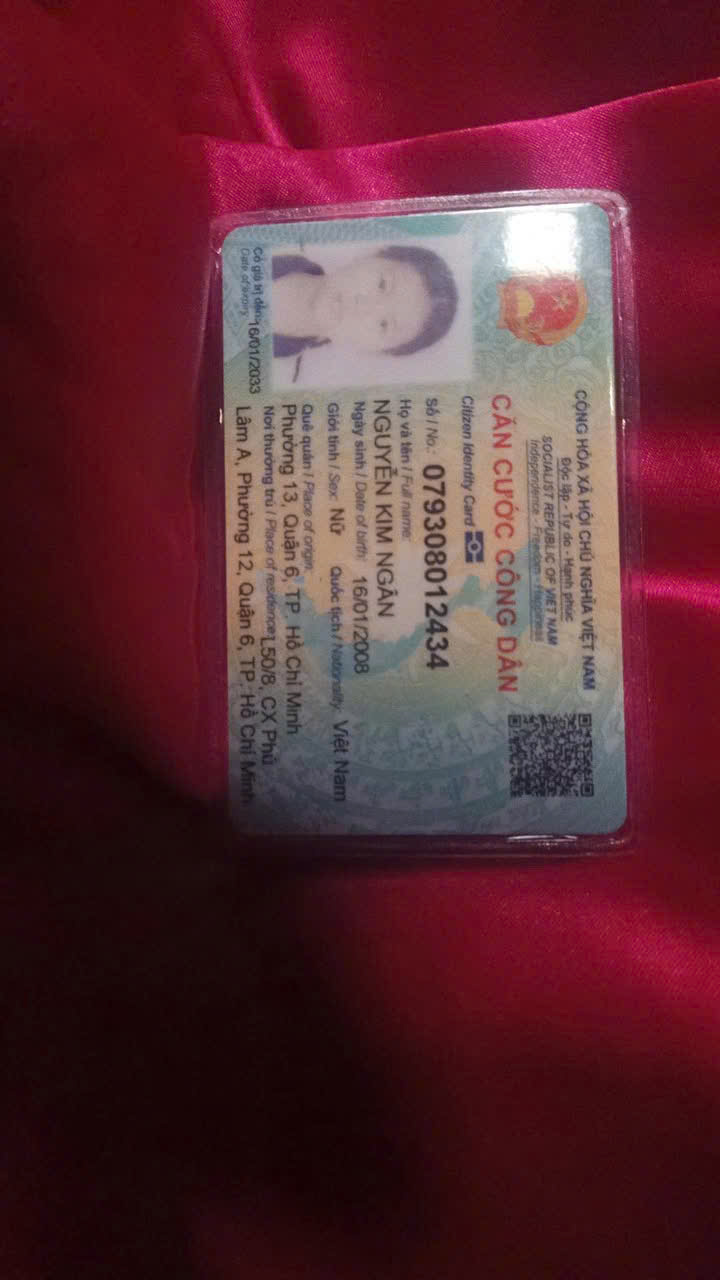 CỘNG HÒA XÃ HỘI CHỦ NGHĨA VIỆT NAM
Độc lập - Tự do - Hạnh phúc
SOCIALIST REPUBLIC OF VIET NAM
Independence - Freedom - Happiness
CĂN CƯỚC CÔNG DÂN
Citizen Identity Card
Số / No.: 079308012434
Họ và tên / Full name:
NGUYỄN KIM NGÂN
Ngày sinh / Date of birth: 16/01/2008
Giới tính / Sex: Nữ Quốc tịch / Nationality: Việt Nam
Quê quán / Place of origin:
Phường 13, Quận 6, TP. Hồ Chí Minh
Nơi thường trú / Place of residence: L50/8, CX Phú
Lâm A, Phường 12, Quận 6, TP. Hồ Chí Minh
Có giá trị đến: 16/01/2033
Date of expiry